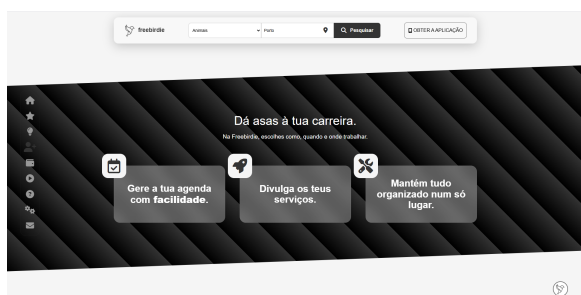 freebirdie
Animais
Porto
Pesquisar
OBTER A APLICAÇÃO
Dá asas à tua carreira.
Na Freebirdie, escolhes como, quando e onde trabalhar.
Gere a tua agenda
com facilidade.
Divulga os teus
serviços.
Mantém tudo
organizado num só
lugar.